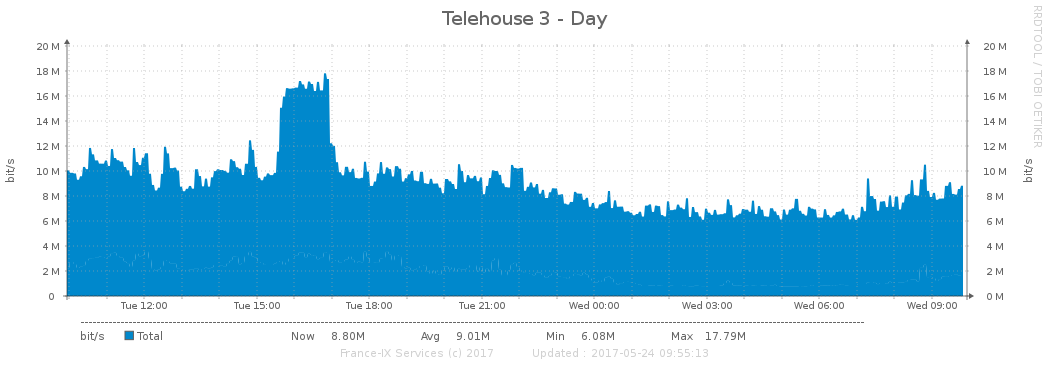 Telehouse 3 - Day
RRDTOOL / TOBI OETIKER
bit/s
bit/s
20 M 20 M
18 M 18 M
16 M 16 M
14 M 14 M
12 M 12 M
10 M 10 M
8 M 8 M
6 M 6 M
4 M 4 M
2 M 2 M
0 0 M
Tue 12:00 Tue 15:00 Tue 18:00 Tue 21:00 Wed 00:00 Wed 03:00 Wed 06:00 Wed 09:00
bit/s Total Now 8.80M Avg 9.01M Min 6.08M Max 17.79M
France-IX Services (c) 2017 Updated : 2017-05-24 09:55:13